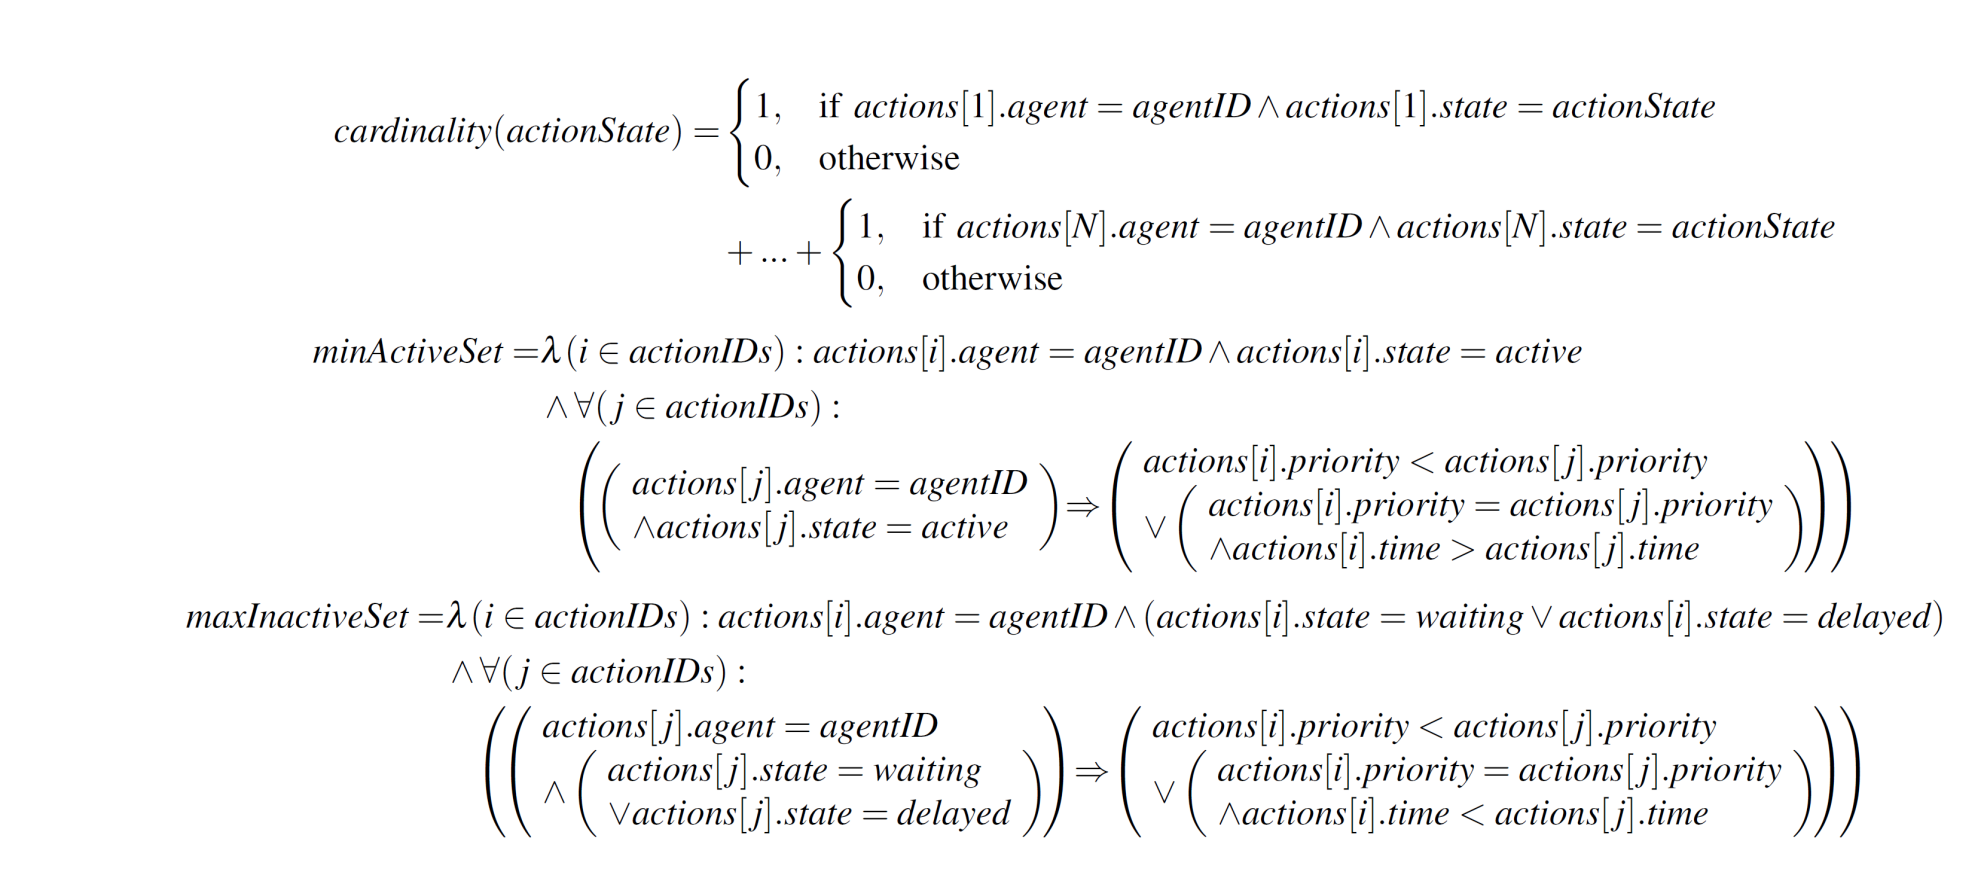 cardinality(actionState) = { 1, if actions[1].agent = agentID ∧ actions[1].state = actionState
0, otherwise
+ ... + { 1, if actions[N].agent = agentID ∧ actions[N].state = actionState
0, otherwise
minActiveSet =λ(i ∈ actionIDs) : actions[i].agent = agentID ∧ actions[i].state = active
∧ ∀(j ∈ actionIDs) :
( ( actions[j].agent = agentID ∧actions[j].state = active ) ⇒ ( actions[i].priority < actions[j].priority ∨ ( actions[i].priority = actions[j].priority ∧actions[i].time > actions[j].time ) ) )
maxInactiveSet =λ(i ∈ actionIDs) : actions[i].agent = agentID ∧ (actions[i].state = waiting ∨ actions[i].state = delayed)
∧ ∀(j ∈ actionIDs) :
( ( actions[j].agent = agentID ∧ ( actions[j].state = waiting ∨actions[j].state = delayed ) ) ⇒ ( actions[i].priority < actions[j].priority ∨ ( actions[i].priority = actions[j].priority ∧actions[i].time < actions[j].time ) ) )